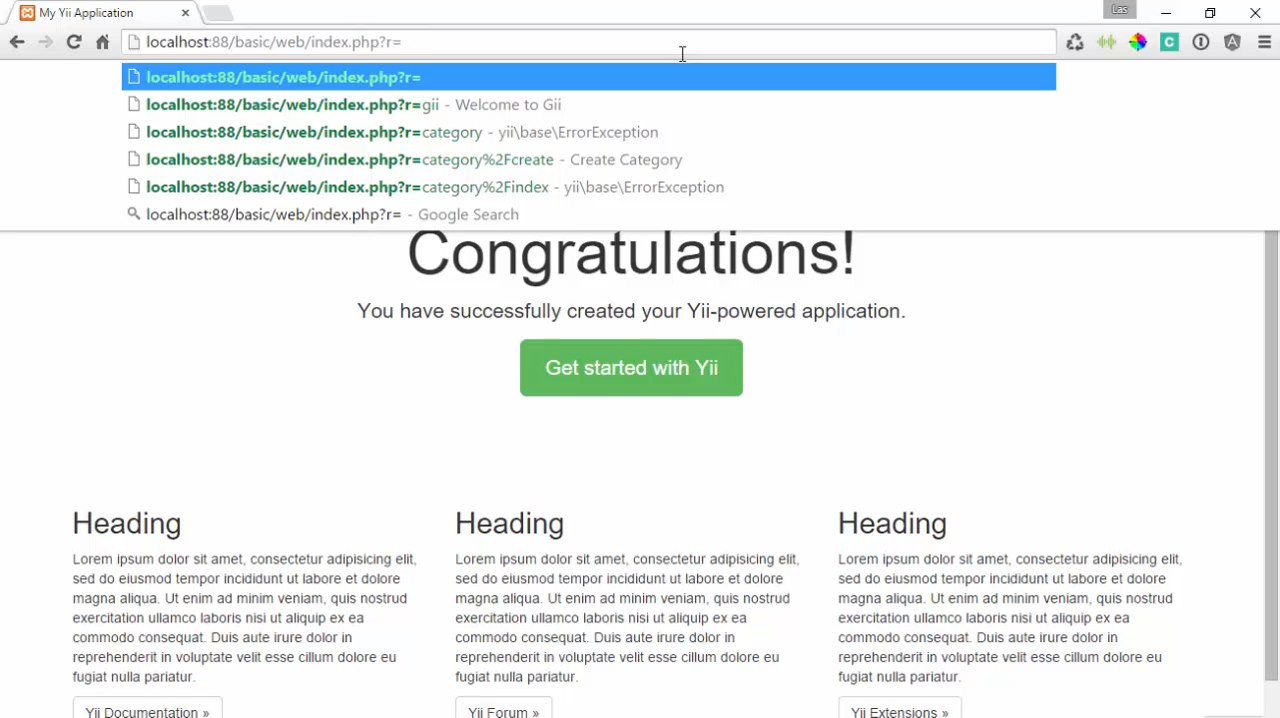 My Yii Application
Las
localhost:88/basic/web/index.php?r=
localhost:88/basic/web/index.php?r=
localhost:88/basic/web/index.php?r=gii - Welcome to Gii
localhost:88/basic/web/index.php?r=category - yii\base\ErrorException
localhost:88/basic/web/index.php?r=category%2Fcreate - Create Category
localhost:88/basic/web/index.php?r=category%2Findex - yii\base\ErrorException
localhost:88/basic/web/index.php?r= - Google Search
Congratulations!
You have successfully created your Yii-powered application.
Get started with Yii
Heading
Lorem ipsum dolor sit amet, consectetur adipisicing elit,
sed do eiusmod tempor incididunt ut labore et dolore
magna aliqua. Ut enim ad minim veniam, quis nostrud
exercitation ullamco laboris nisi ut aliquip ex ea
commodo consequat. Duis aute irure dolor in
reprehenderit in voluptate velit esse cillum dolore eu
fugiat nulla pariatur.
Yii Documentation »
Heading
Lorem ipsum dolor sit amet, consectetur adipisicing elit,
sed do eiusmod tempor incididunt ut labore et dolore
magna aliqua. Ut enim ad minim veniam, quis nostrud
exercitation ullamco laboris nisi ut aliquip ex ea
commodo consequat. Duis aute irure dolor in
reprehenderit in voluptate velit esse cillum dolore eu
fugiat nulla pariatur.
Yii Forum »
Heading
Lorem ipsum dolor sit amet, consectetur adipisicing elit,
sed do eiusmod tempor incididunt ut labore et dolore
magna aliqua. Ut enim ad minim veniam, quis nostrud
exercitation ullamco laboris nisi ut aliquip ex ea
commodo consequat. Duis aute irure dolor in
reprehenderit in voluptate velit esse cillum dolore eu
fugiat nulla pariatur.
Yii Extensions »